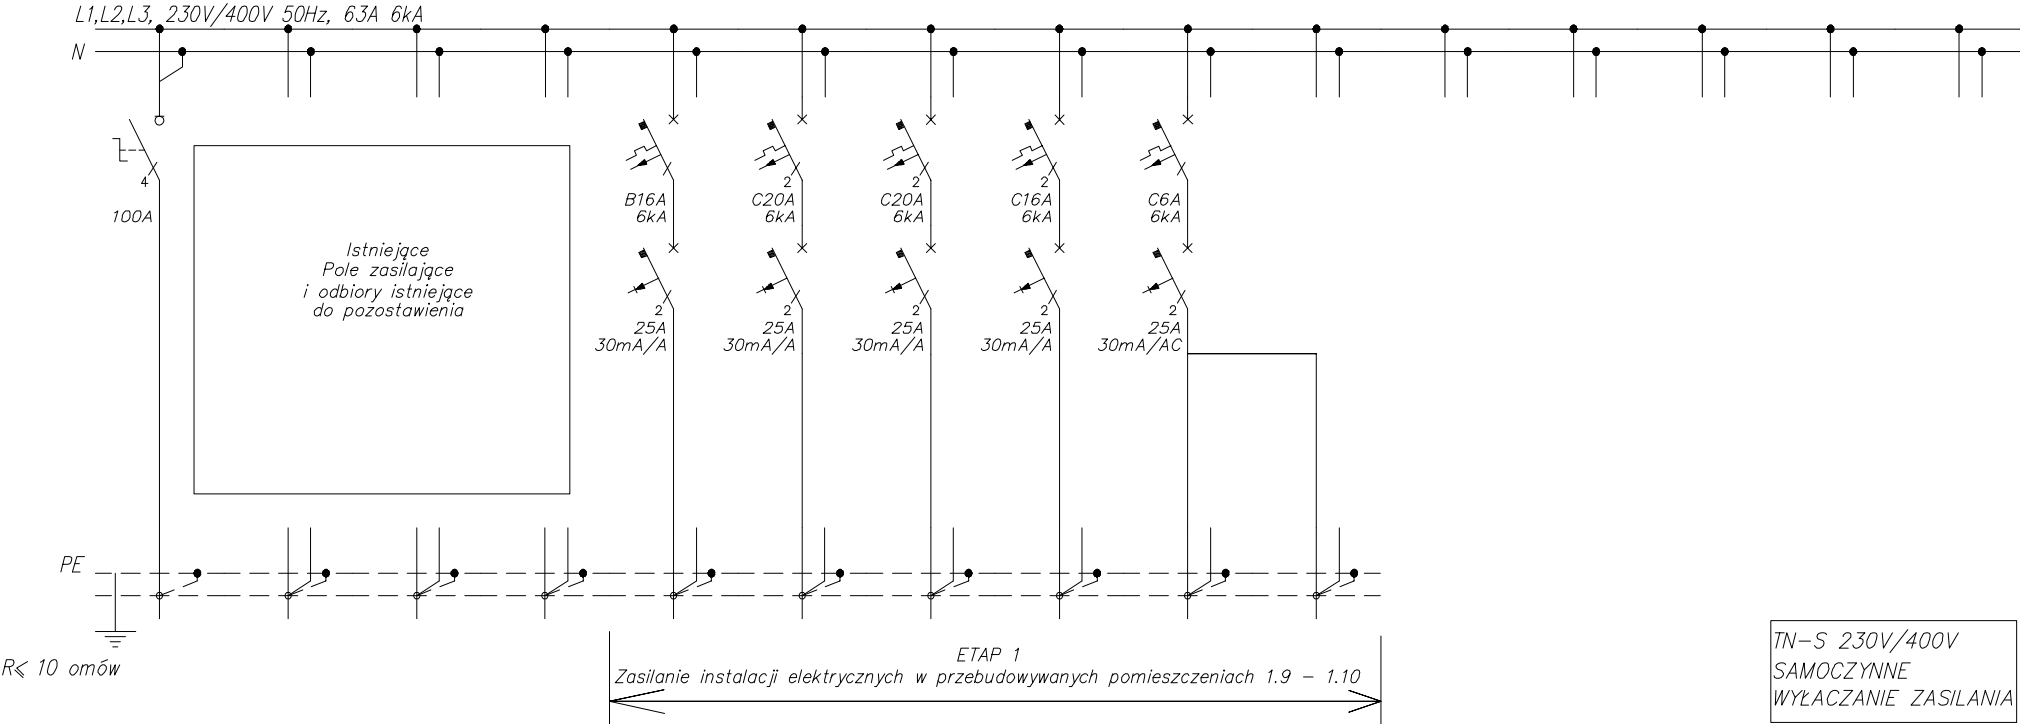 L1,L2,L3, 230V/400V 50Hz, 63A 6kA
N
4
100A
Istniejące
Pole zasilające
i odbiory istniejące
do pozostawienia
B16A
6kA
2
25A
30mA/A
2
C20A
6kA
2
25A
30mA/A
2
C20A
6kA
2
25A
30mA/A
2
C16A
6kA
2
25A
30mA/A
C6A
6kA
2
25A
30mA/AC
PE
R≤ 10 omów
ETAP 1
Zasilanie instalacji elektrycznych w przebudowywanych pomieszczeniach 1.9 – 1.10
TN-S 230V/400V
SAMOCZYNNE
WYŁACZANIE ZASILANIA